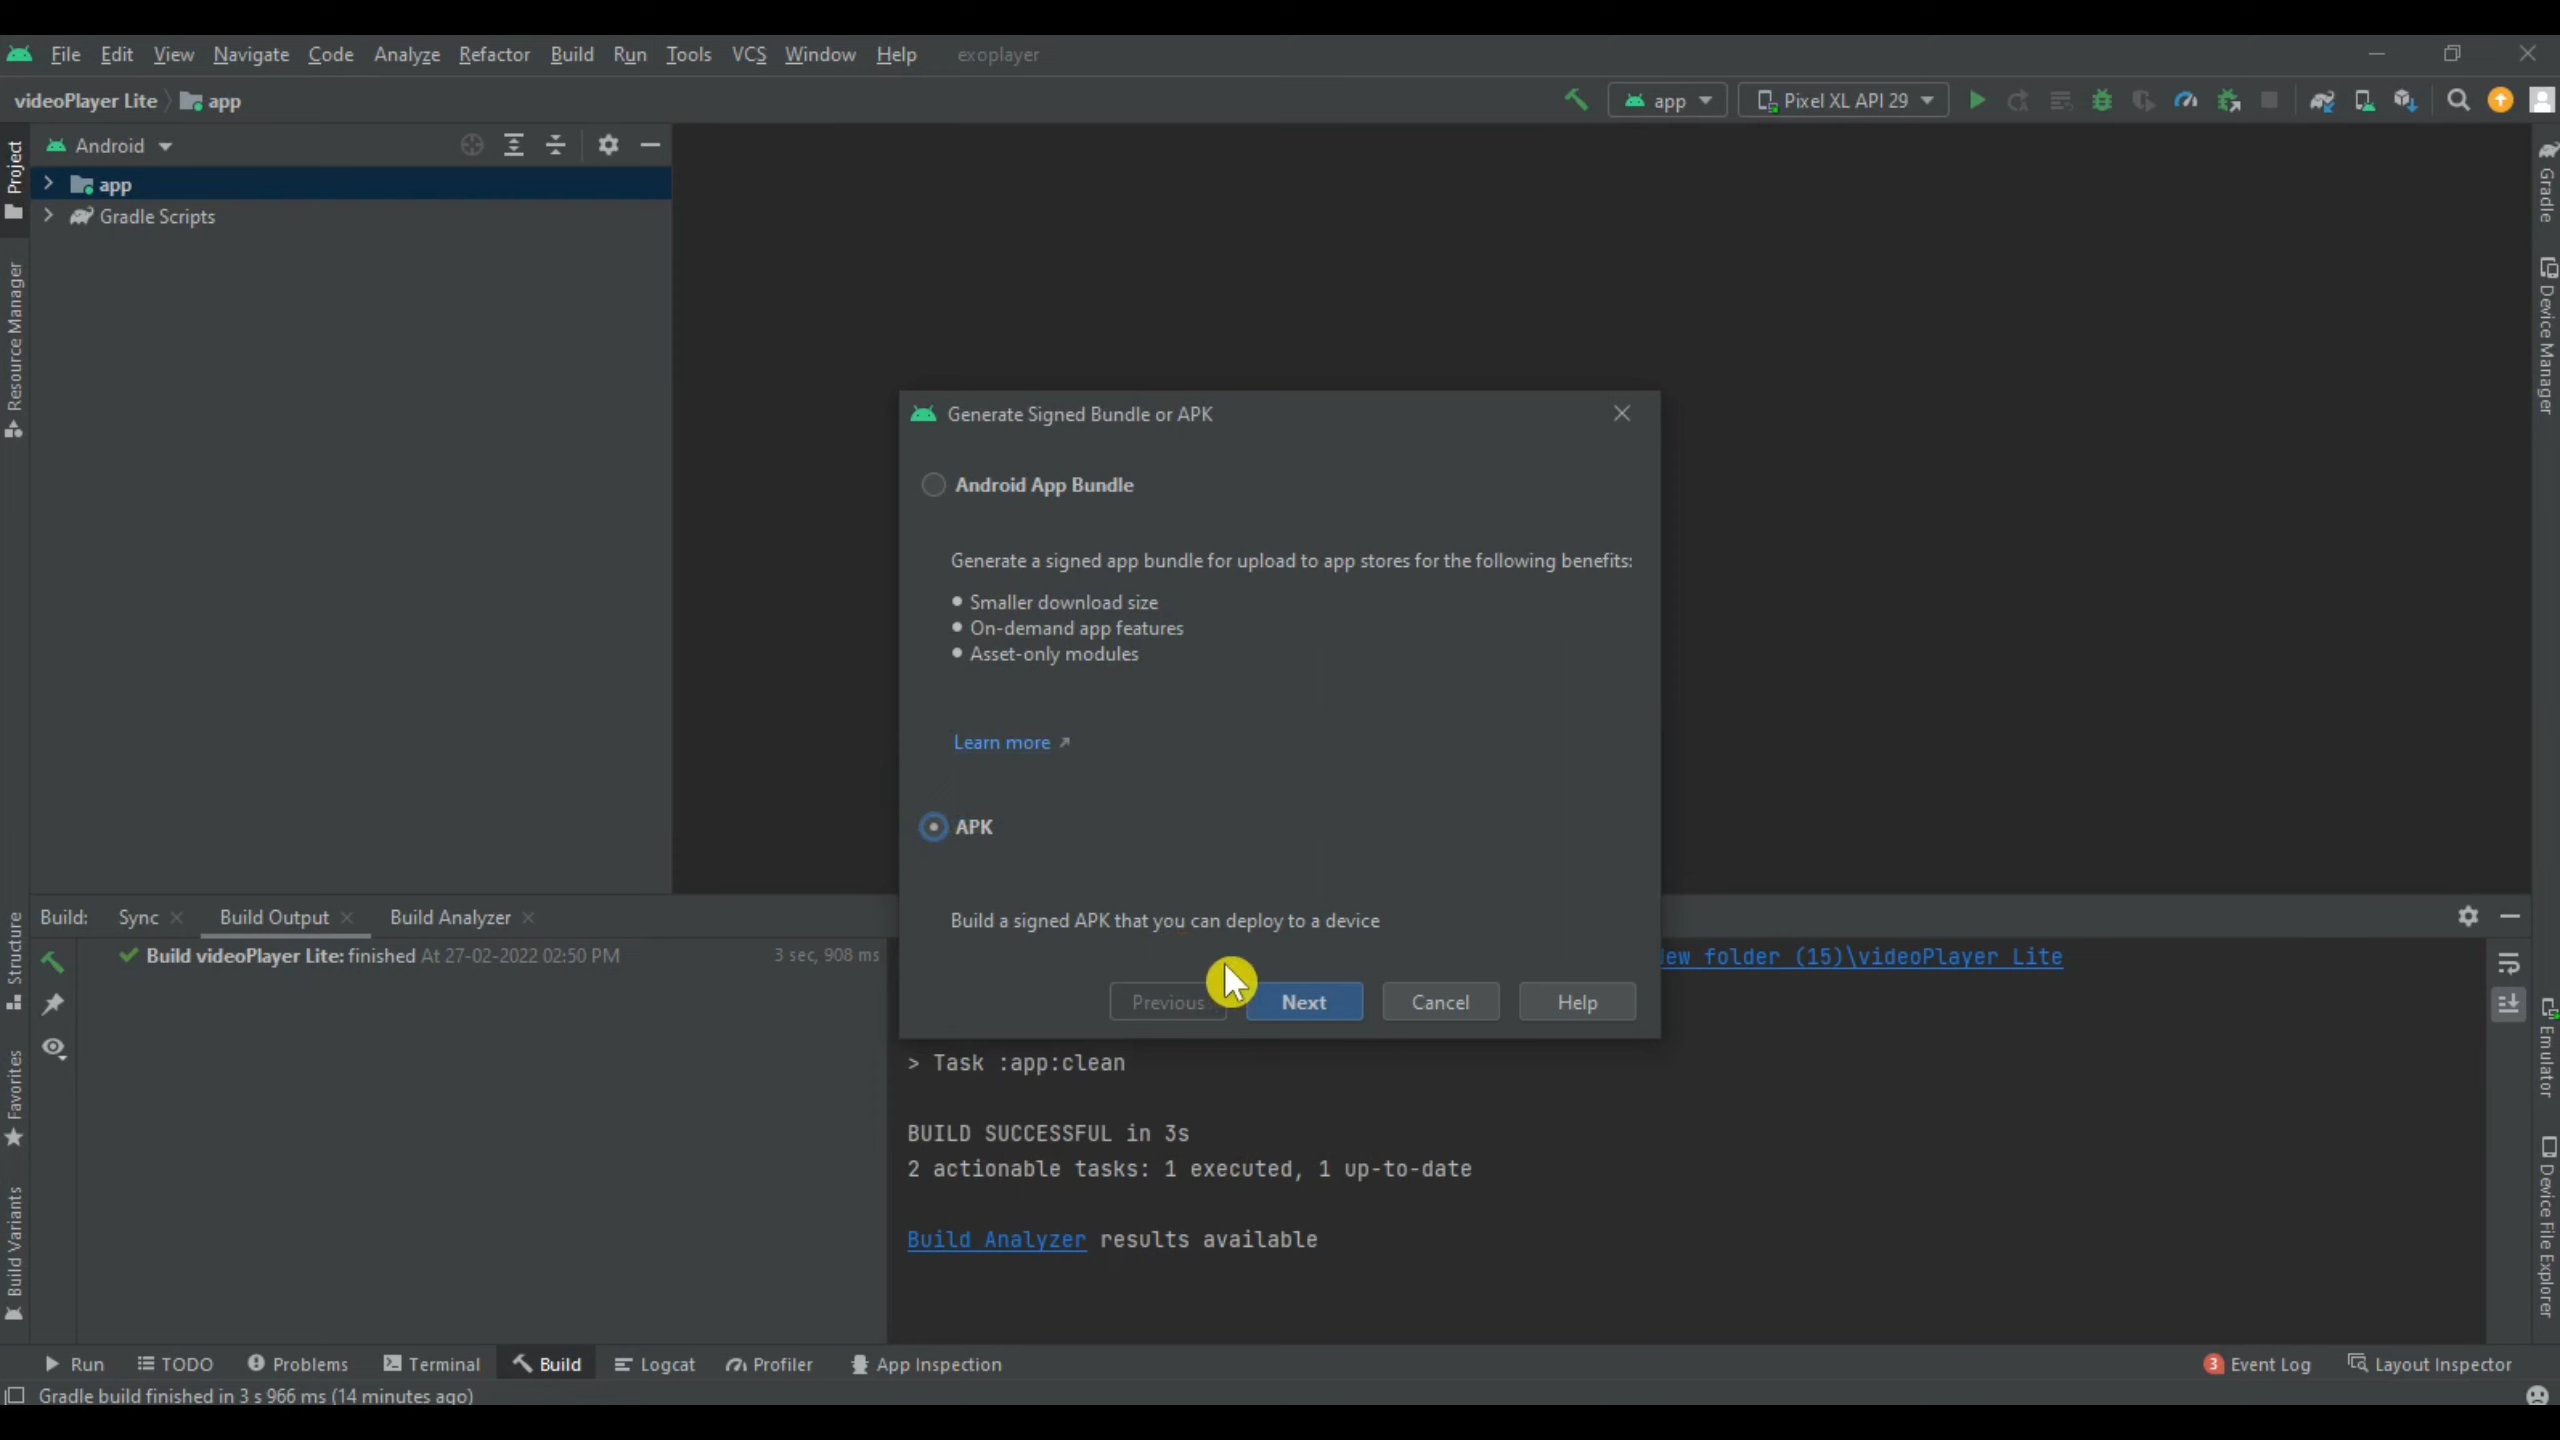 File Edit View Navigate Code Analyze Refactor Build Run Tools VCS Window Help exoplayer
videoPlayer Lite app
app Pixel XL API 29
Android
app
Gradle Scripts
Project
Resource Manager
Structure
Favorites
Build Variants
Gradle
Device Manager
Emulator
Device File Explorer
Generate Signed Bundle or APK
Android App Bundle
Generate a signed app bundle for upload to app stores for the following benefits:
Smaller download size
On-demand app features
Asset-only modules
Learn more
APK
Build a signed APK that you can deploy to a device
Previous Next Cancel Help
Build: Sync Build Output Build Analyzer
Build videoPlayer Lite: finished At 27-02-2022 02:50 PM 3 sec, 908 ms
folder (15)\videoPlayer Lite
> Task :app:clean
BUILD SUCCESSFUL in 3s
2 actionable tasks: 1 executed, 1 up-to-date
Build Analyzer results available
Run TODO Problems Terminal Build Logcat Profiler App Inspection
3 Event Log Layout Inspector
Gradle build finished in 3 s 966 ms (14 minutes ago)